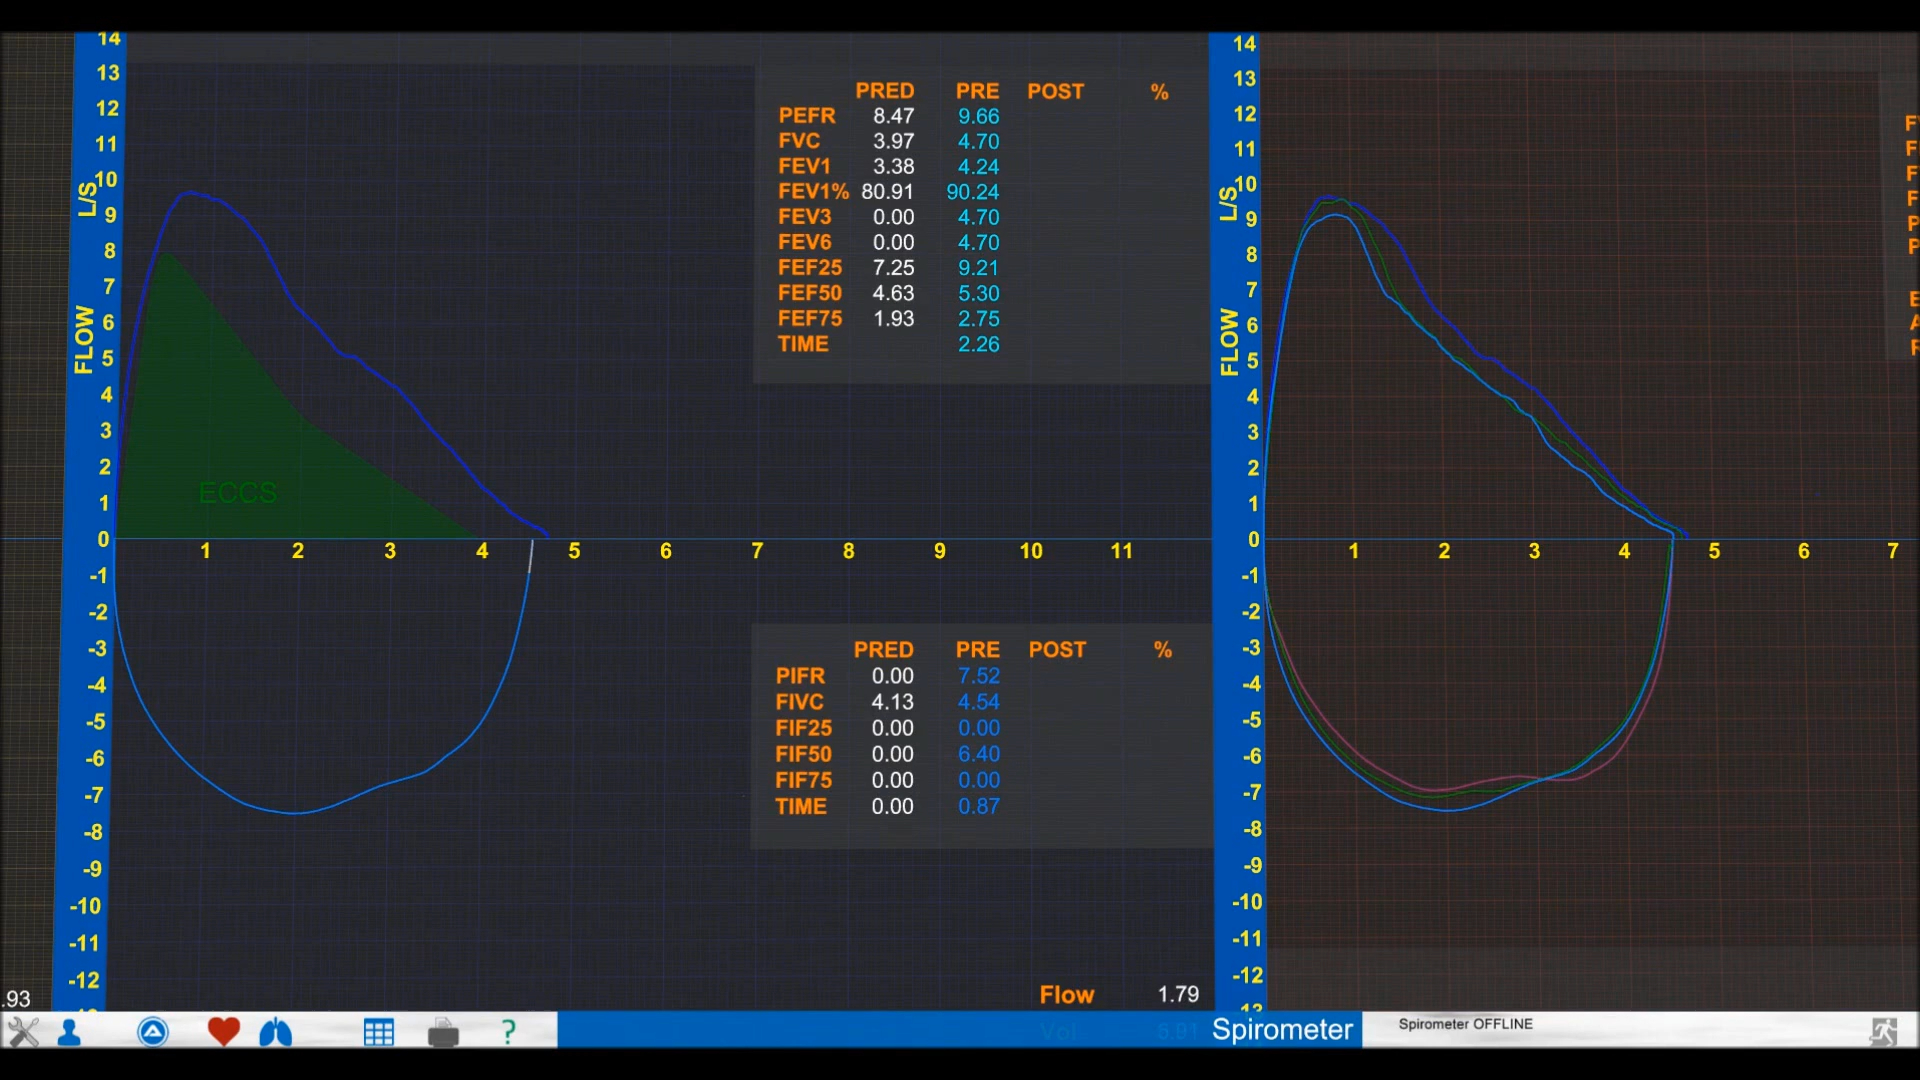 14
13
12
11
10
9
8
7
6
5
4
3
2
1
0
-1
-2
-3
-4
-5
-6
-7
-8
-9
-10
-11
-12
L/S
FLOW
ECCS
1 2 3 4 5 6 7 8 9 10 11
PRED PRE POST %
PEFR 8.47 9.66
FVC 3.97 4.70
FEV1 3.38 4.24
FEV1% 80.91 90.24
FEV3 0.00 4.70
FEV6 0.00 4.70
FEF25 7.25 9.21
FEF50 4.63 5.30
FEF75 1.93 2.75
TIME 2.26
PRED PRE POST %
PIFR 0.00 7.52
FIVC 4.13 4.54
FIF25 0.00 0.00
FIF50 0.00 6.40
FIF75 0.00 0.00
TIME 0.00 0.87
Flow 1.79
Vol
.93
14
13
12
11
10
9
8
7
6
5
4
3
2
1
0
-1
-2
-3
-4
-5
-6
-7
-8
-9
-10
-11
-12
L/S
FLOW
1 2 3 4 5 6 7
?
Spirometer
Spirometer OFFLINE